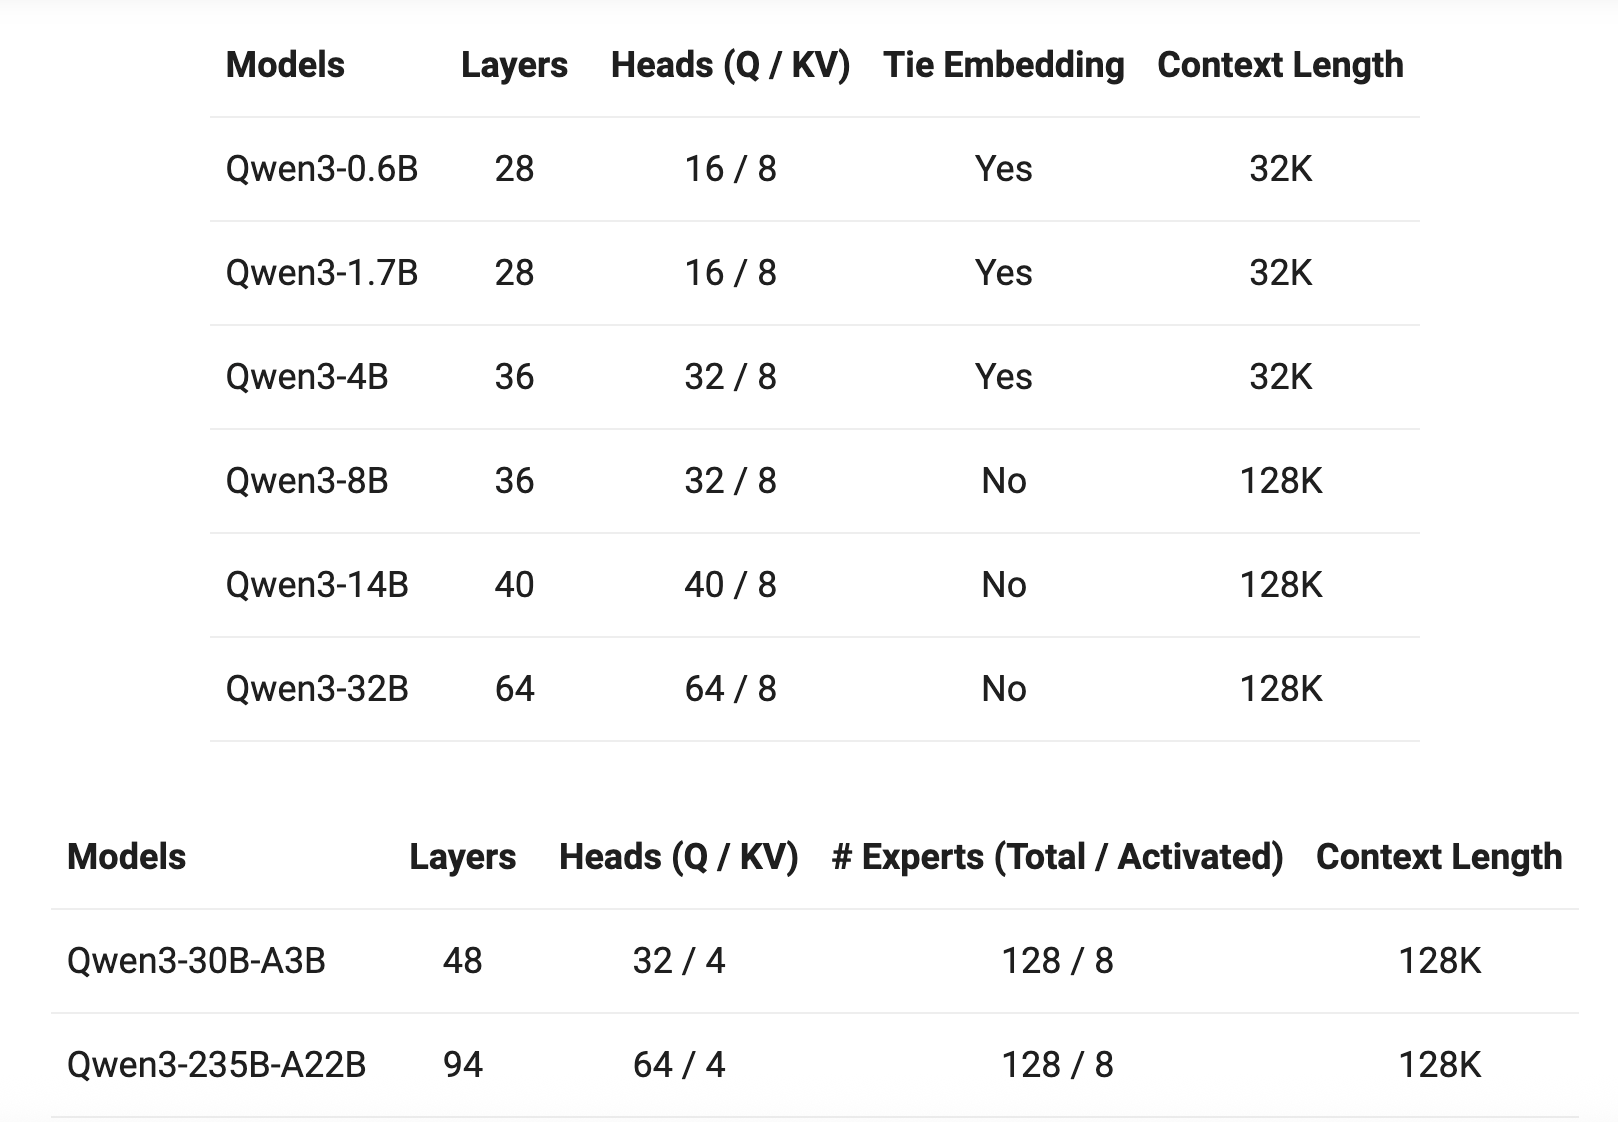 Models Layers Heads (Q / KV) Tie Embedding Context Length
Qwen3-0.6B 28 16 / 8 Yes 32K
Qwen3-1.7B 28 16 / 8 Yes 32K
Qwen3-4B 36 32 / 8 Yes 32K
Qwen3-8B 36 32 / 8 No 128K
Qwen3-14B 40 40 / 8 No 128K
Qwen3-32B 64 64 / 8 No 128K
Models Layers Heads (Q / KV) # Experts (Total / Activated) Context Length
Qwen3-30B-A3B 48 32 / 4 128 / 8 128K
Qwen3-235B-A22B 94 64 / 4 128 / 8 128K